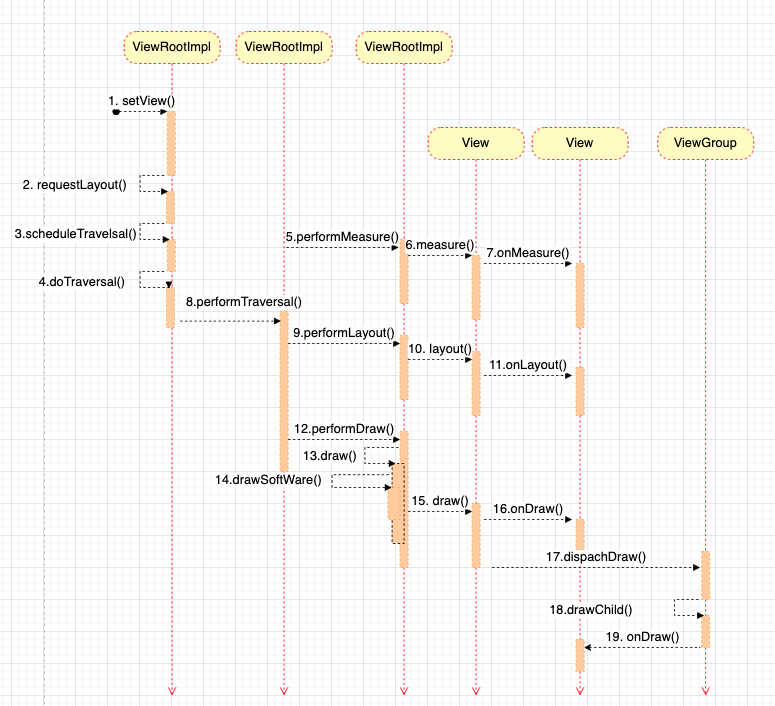 ViewRootImpl
ViewRootImpl
ViewRootImpl
View
View
ViewGroup
1. setView()
2. requestLayout()
3.scheduleTravelsal()
4.doTraversal()
5.performMeasure()
6.measure()
7.onMeasure()
8.performTraversal()
9.performLayout()
10. layout()
11.onLayout()
12.performDraw()
13.draw()
14.drawSoftWare()
15. draw()
16.onDraw()
17.dispachDraw()
18.drawChild()
19. onDraw()